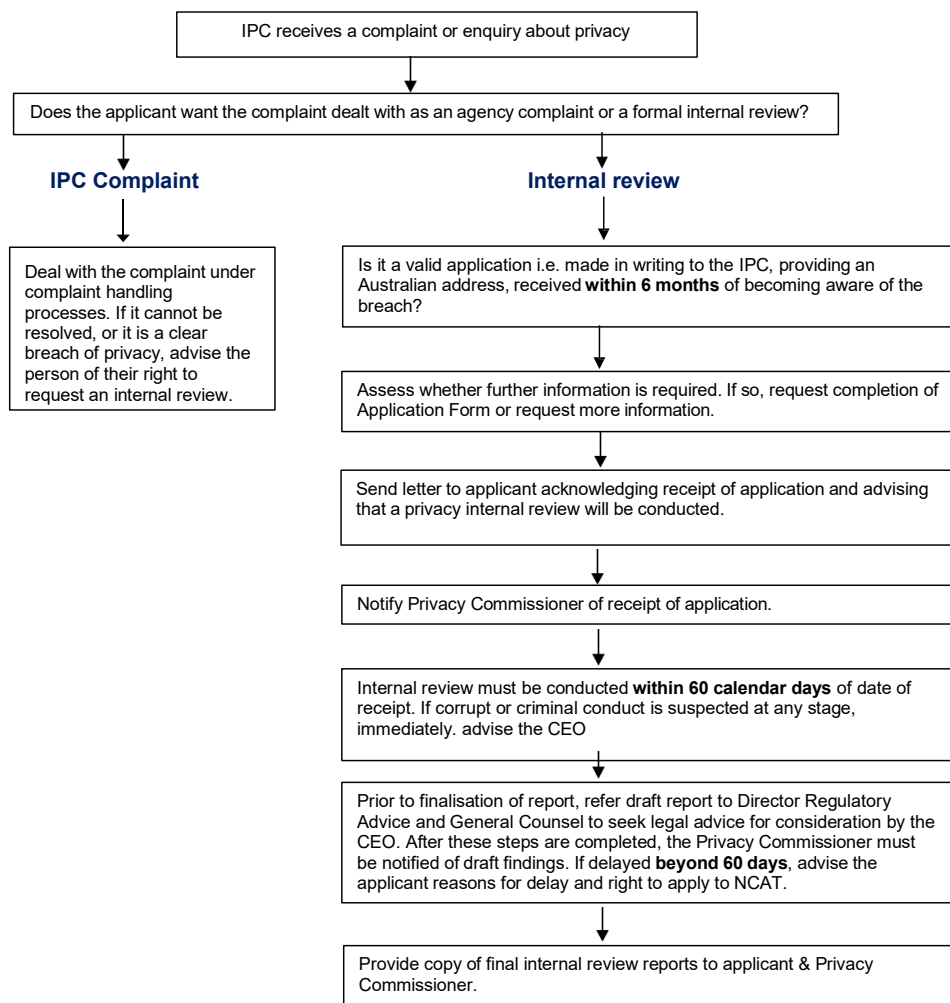 IPC receives a complaint or enquiry about privacy
Does the applicant want the complaint dealt with as an agency complaint or a formal internal review?
IPC Complaint
Internal review
Deal with the complaint under
complaint handling
processes. If it cannot be
resolved, or it is a clear
breach of privacy, advise the
person of their right to
request an internal review.
Is it a valid application i.e. made in writing to the IPC, providing an
Australian address, received within 6 months of becoming aware of the
breach?
Assess whether further information is required. If so, request completion of
Application Form or request more information.
Send letter to applicant acknowledging receipt of application and advising
that a privacy internal review will be conducted.
Notify Privacy Commissioner of receipt of application.
Internal review must be conducted within 60 calendar days of date of
receipt. If corrupt or criminal conduct is suspected at any stage,
immediately. advise the CEO
Prior to finalisation of report, refer draft report to Director Regulatory
Advice and General Counsel to seek legal advice for consideration by the
CEO. After these steps are completed, the Privacy Commissioner must
be notified of draft findings. If delayed beyond 60 days, advise the
applicant reasons for delay and right to apply to NCAT.
Provide copy of final internal review reports to applicant & Privacy
Commissioner.